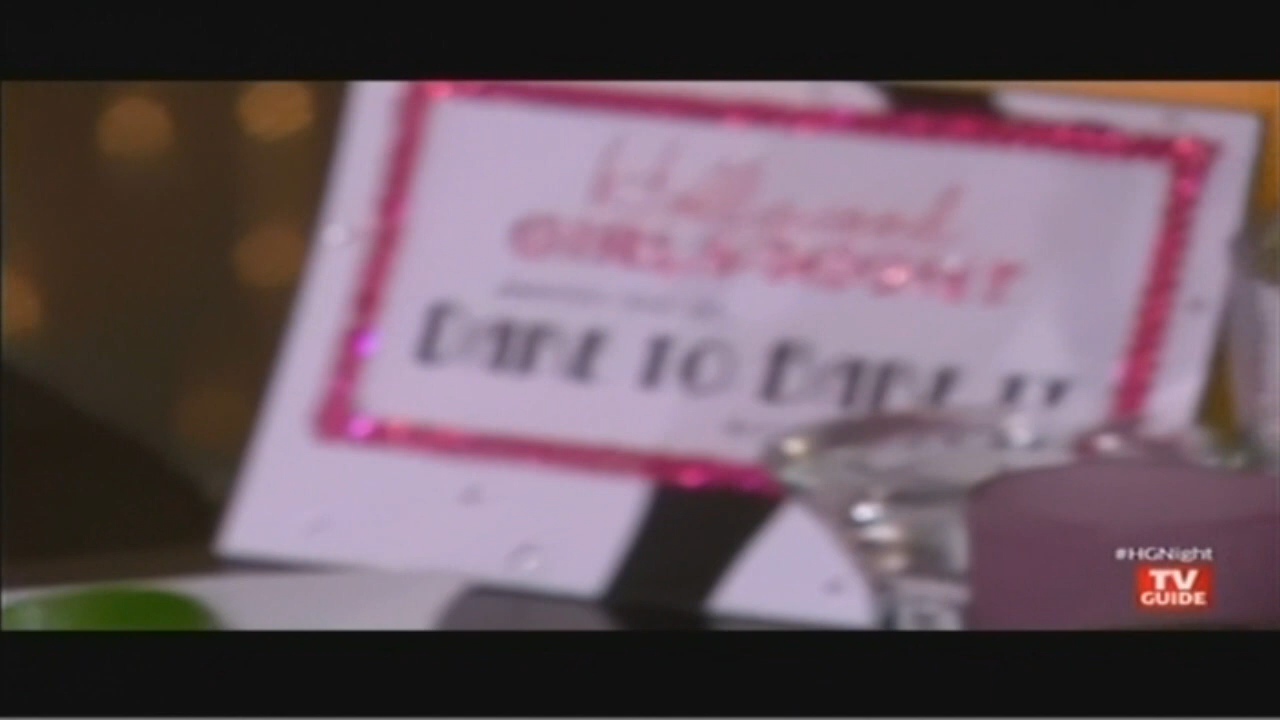 Hollywood
GIRLS NIGHT
DARE TO BARE IT
#HGNight
TV
GUIDE